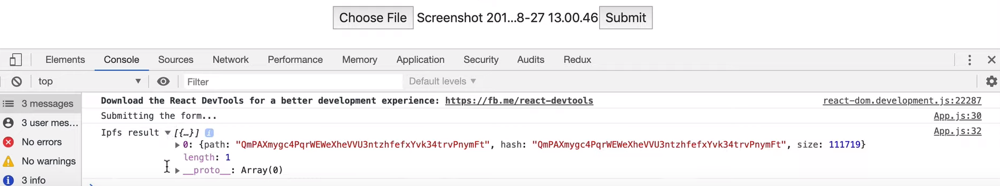 Choose File Screenshot 201...8-27 13.00.46 Submit
Elements Console Sources Network Performance Memory Application Security Audits Redux
top Filter Default levels
3 messages
3 user mes...
No errors
No warnings
3 info
Download the React DevTools for a better development experience: https://fb.me/react-devtools react-dom.development.js:22287
Submitting the form... App.js:30
Ipfs result [{…}] i App.js:32
0: {path: "QmPAXmygc4PqrWEWeXheVVU3ntzhfefxYvk34trvPnymFt", hash: "QmPAXmygc4PqrWEWeXheVVU3ntzhfefxYvk34trvPnymFt", size: 111719}
length: 1
__proto__: Array(0)